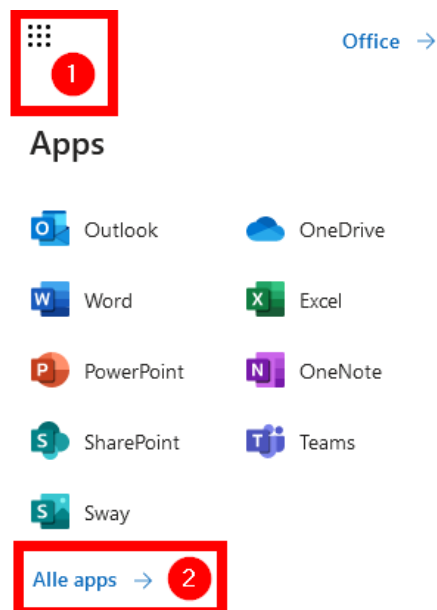 1
Office →
Apps
Outlook
OneDrive
Word
Excel
PowerPoint
OneNote
SharePoint
Teams
Sway
Alle apps → 2